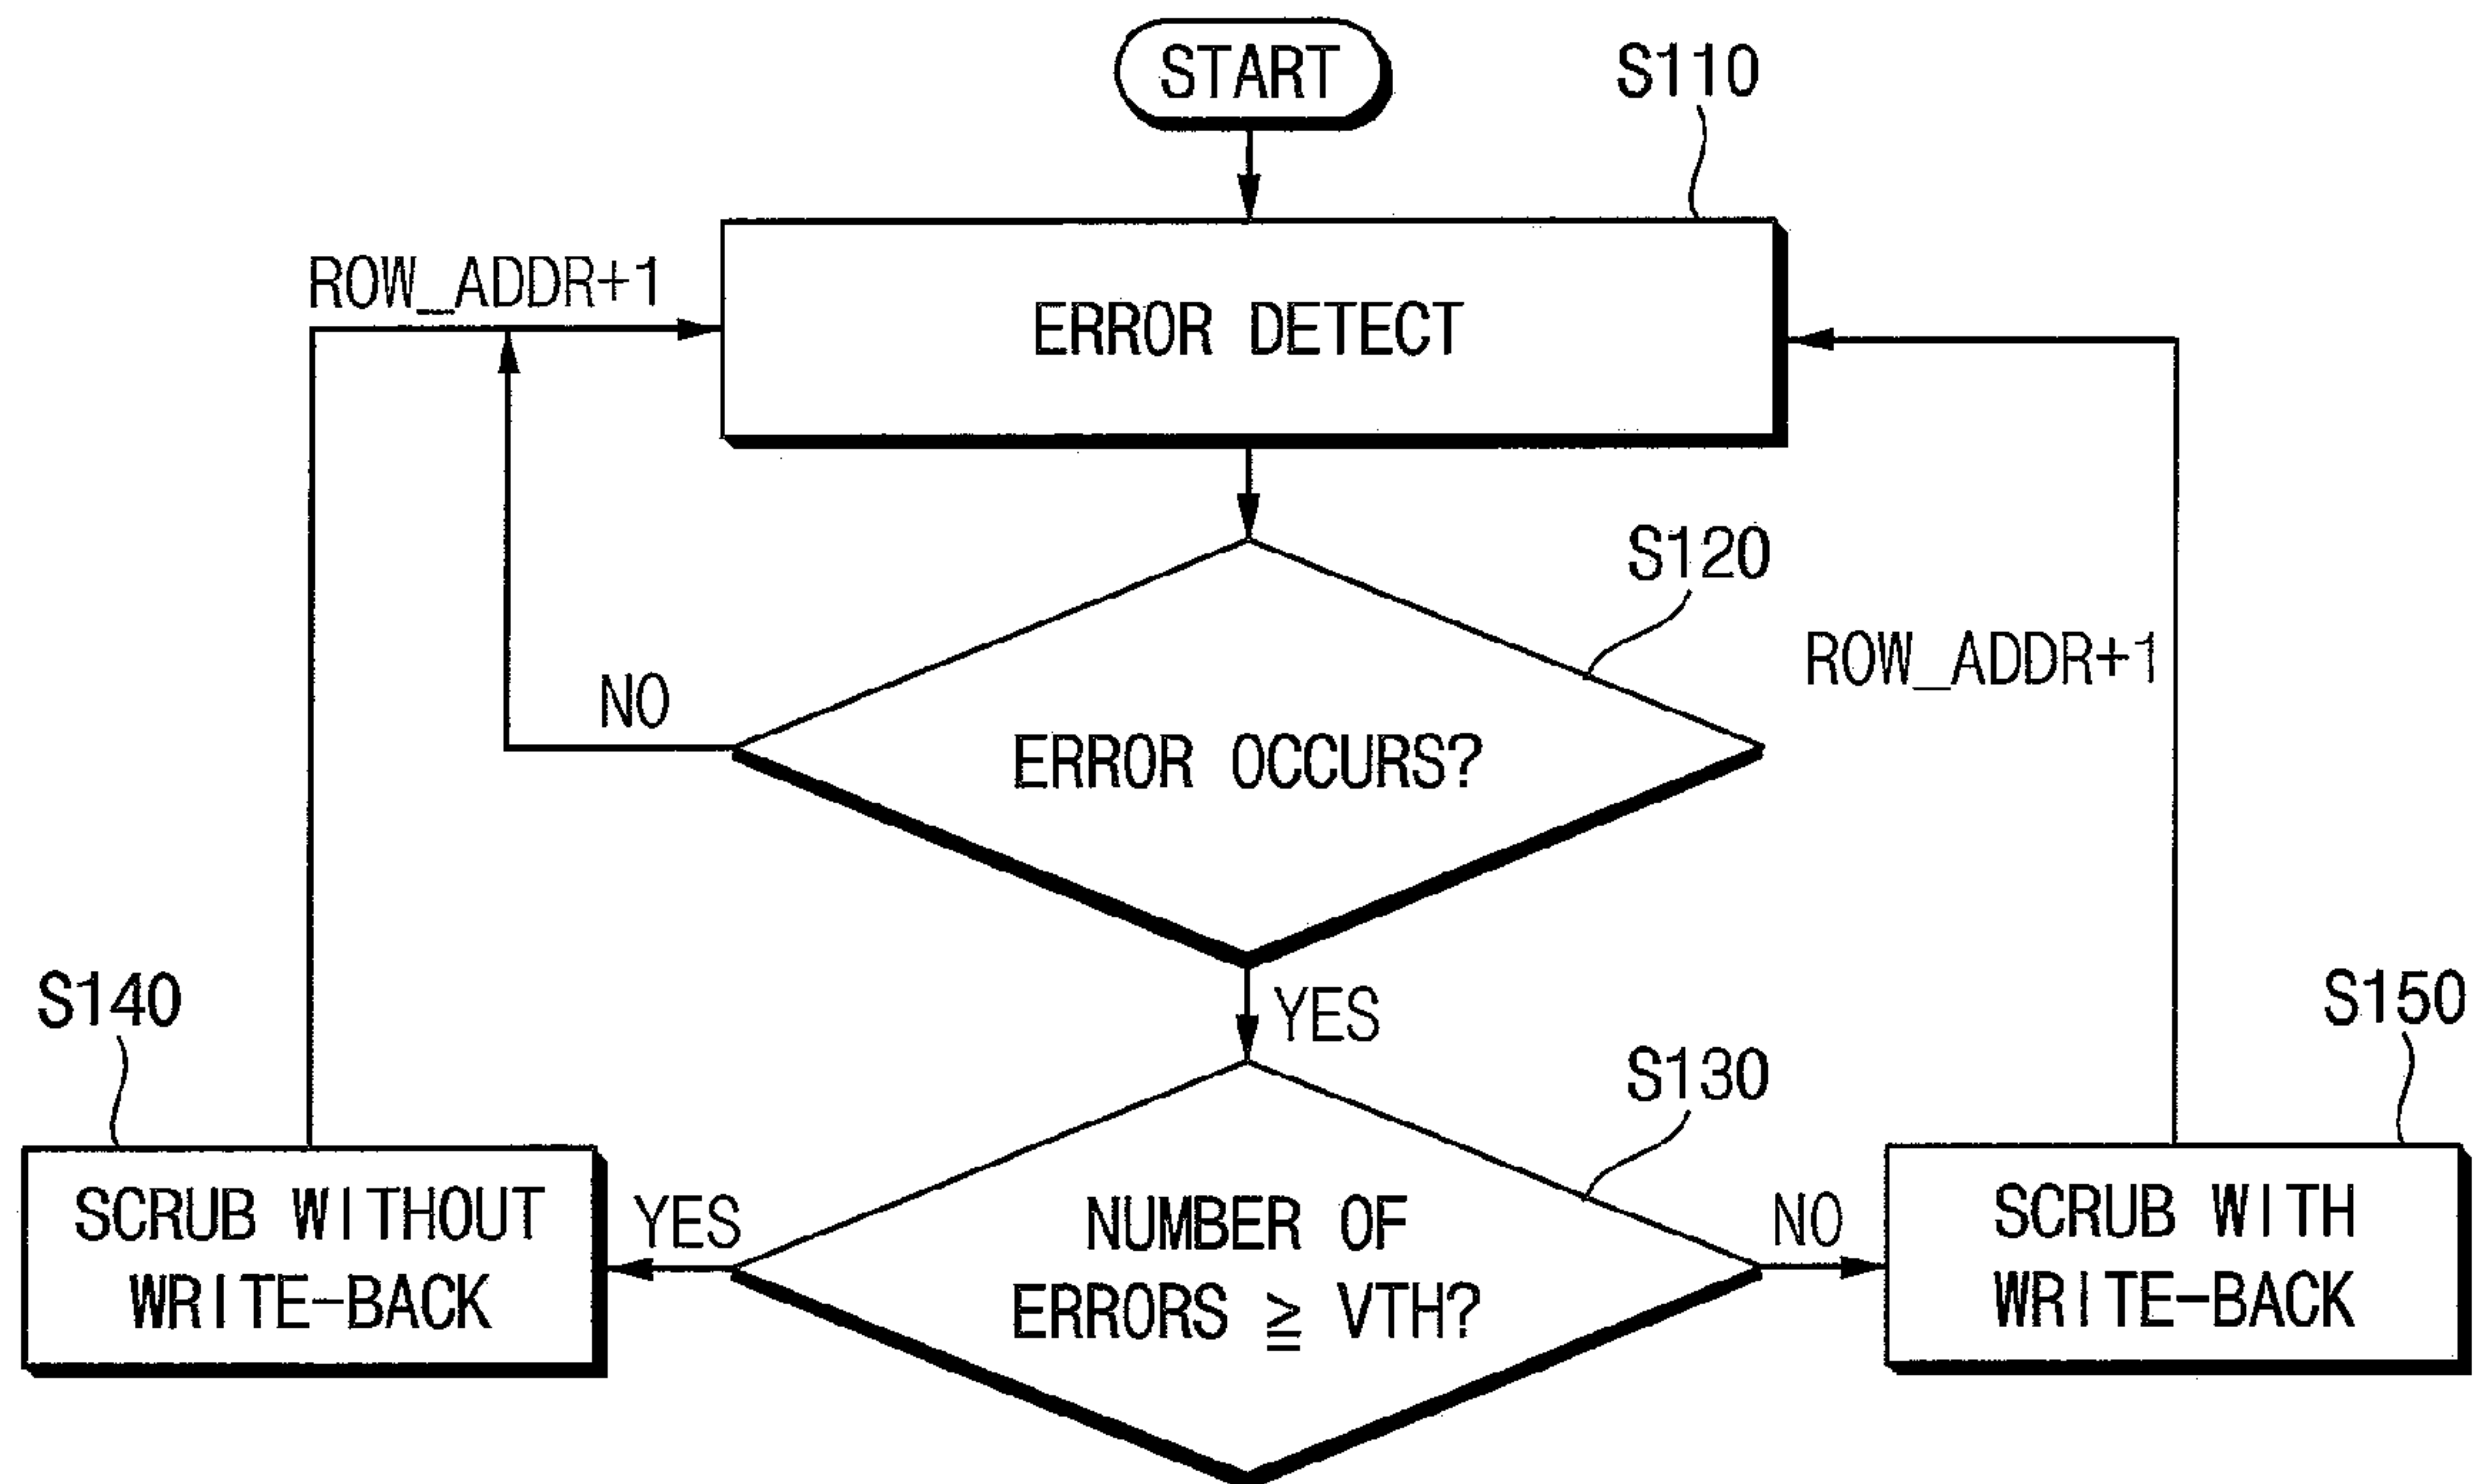 START
S110
ROW_ADDR+1
ERROR DETECT
S120
ROW_ADDR+1
NO
ERROR OCCURS?
S140
YES
S150
S130
SCRUB WITHOUT
WRITE-BACK
YES
NUMBER OF
ERRORS ≧ VTH?
NO
SCRUB WITH
WRITE-BACK